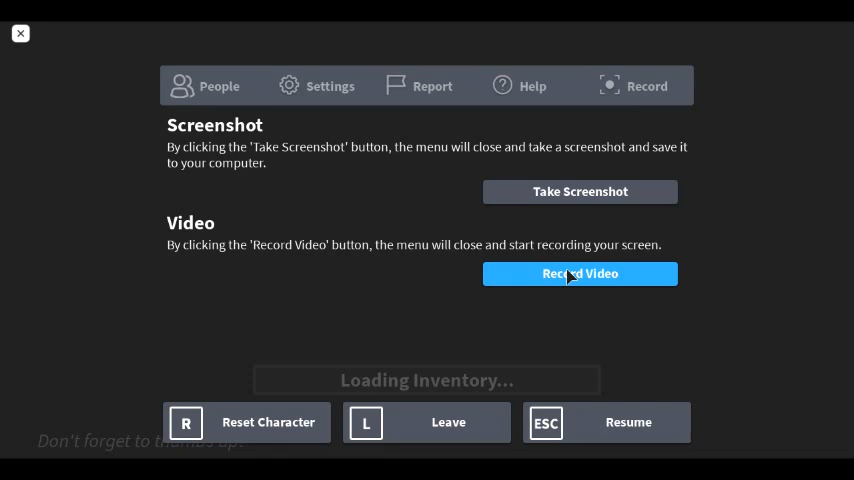 People Settings Report Help Record
Screenshot
By clicking the 'Take Screenshot' button, the menu will close and take a screenshot and save it
to your computer.
Take Screenshot
Video
By clicking the 'Record Video' button, the menu will close and start recording your screen.
Record Video
Loading Inventory...
R Reset Character L Leave ESC Resume
Don't forget to thumbs up!